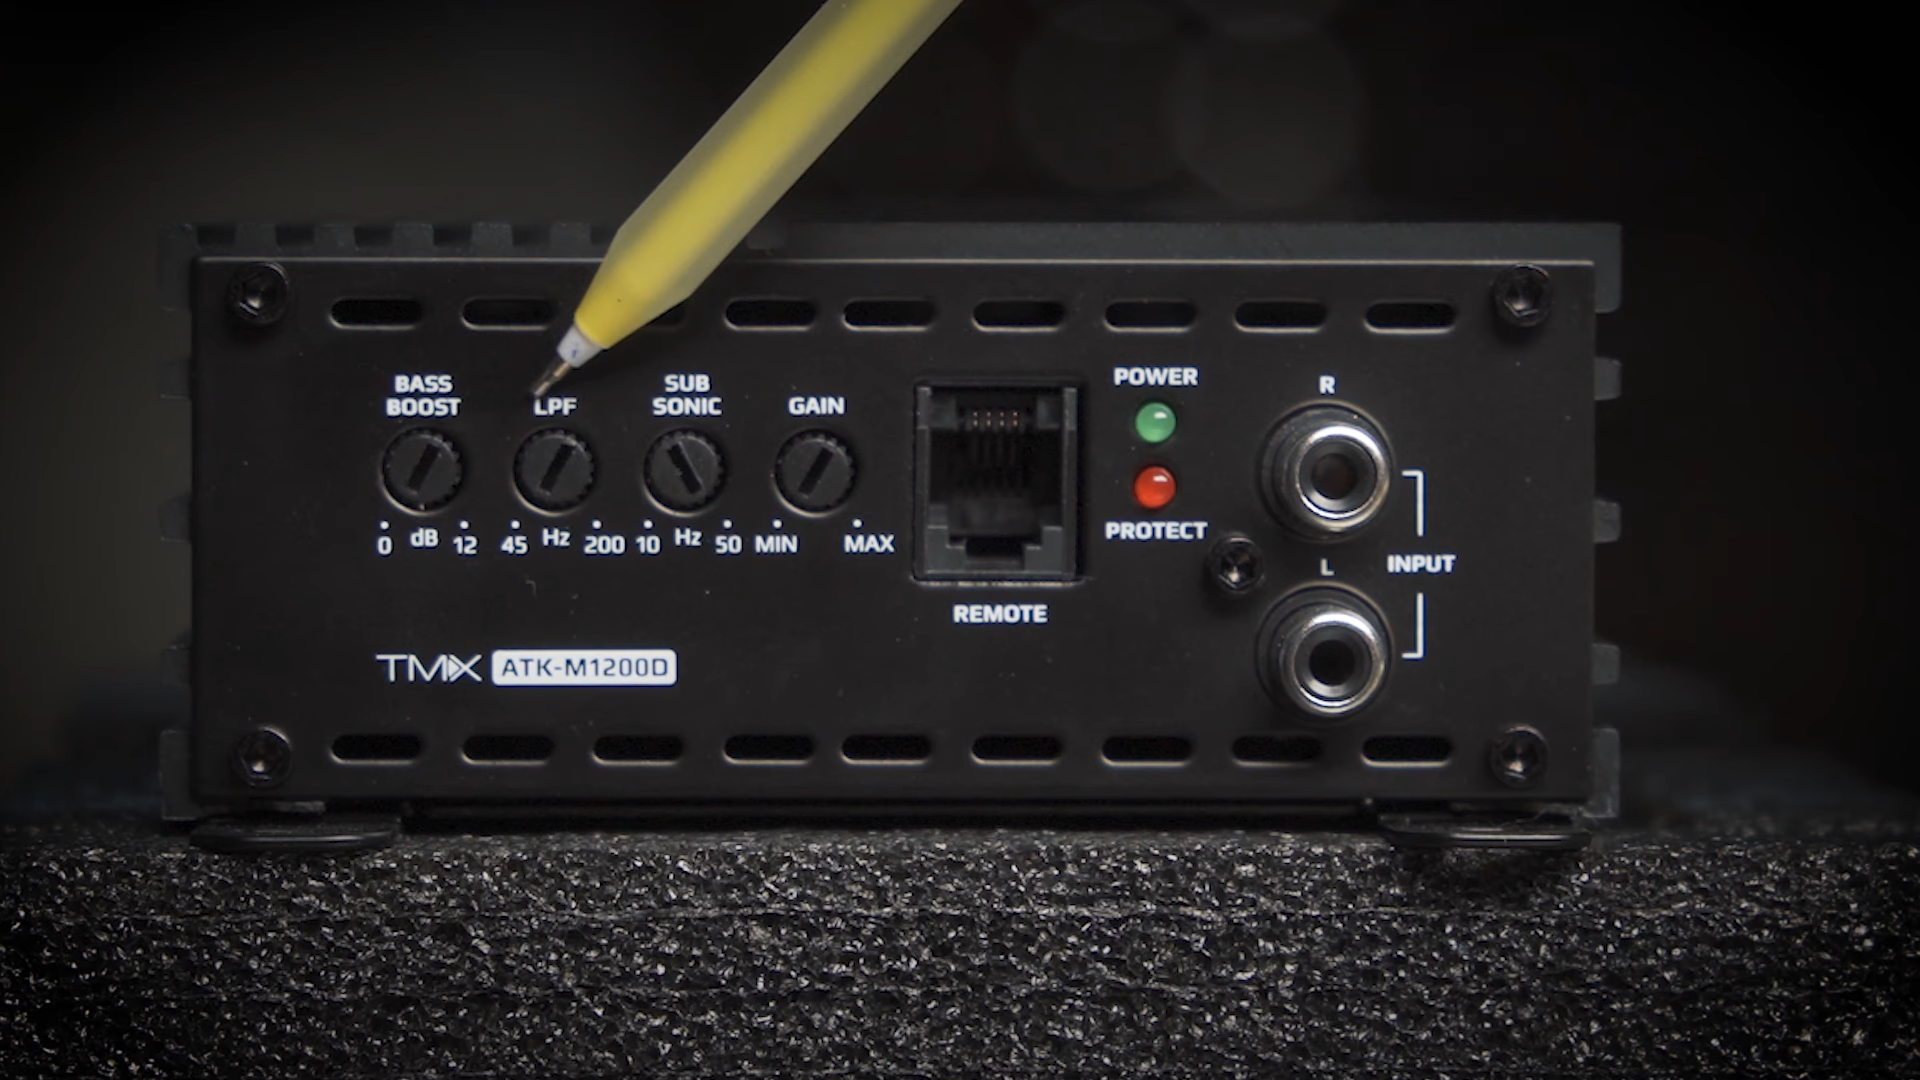 BASS BOOST
LPF
SUB SONIC
GAIN
0 dB 12
45 Hz 200
10 Hz 50
MIN MAX
REMOTE
POWER
PROTECT
R
L
INPUT
TMX ATK-M1200D